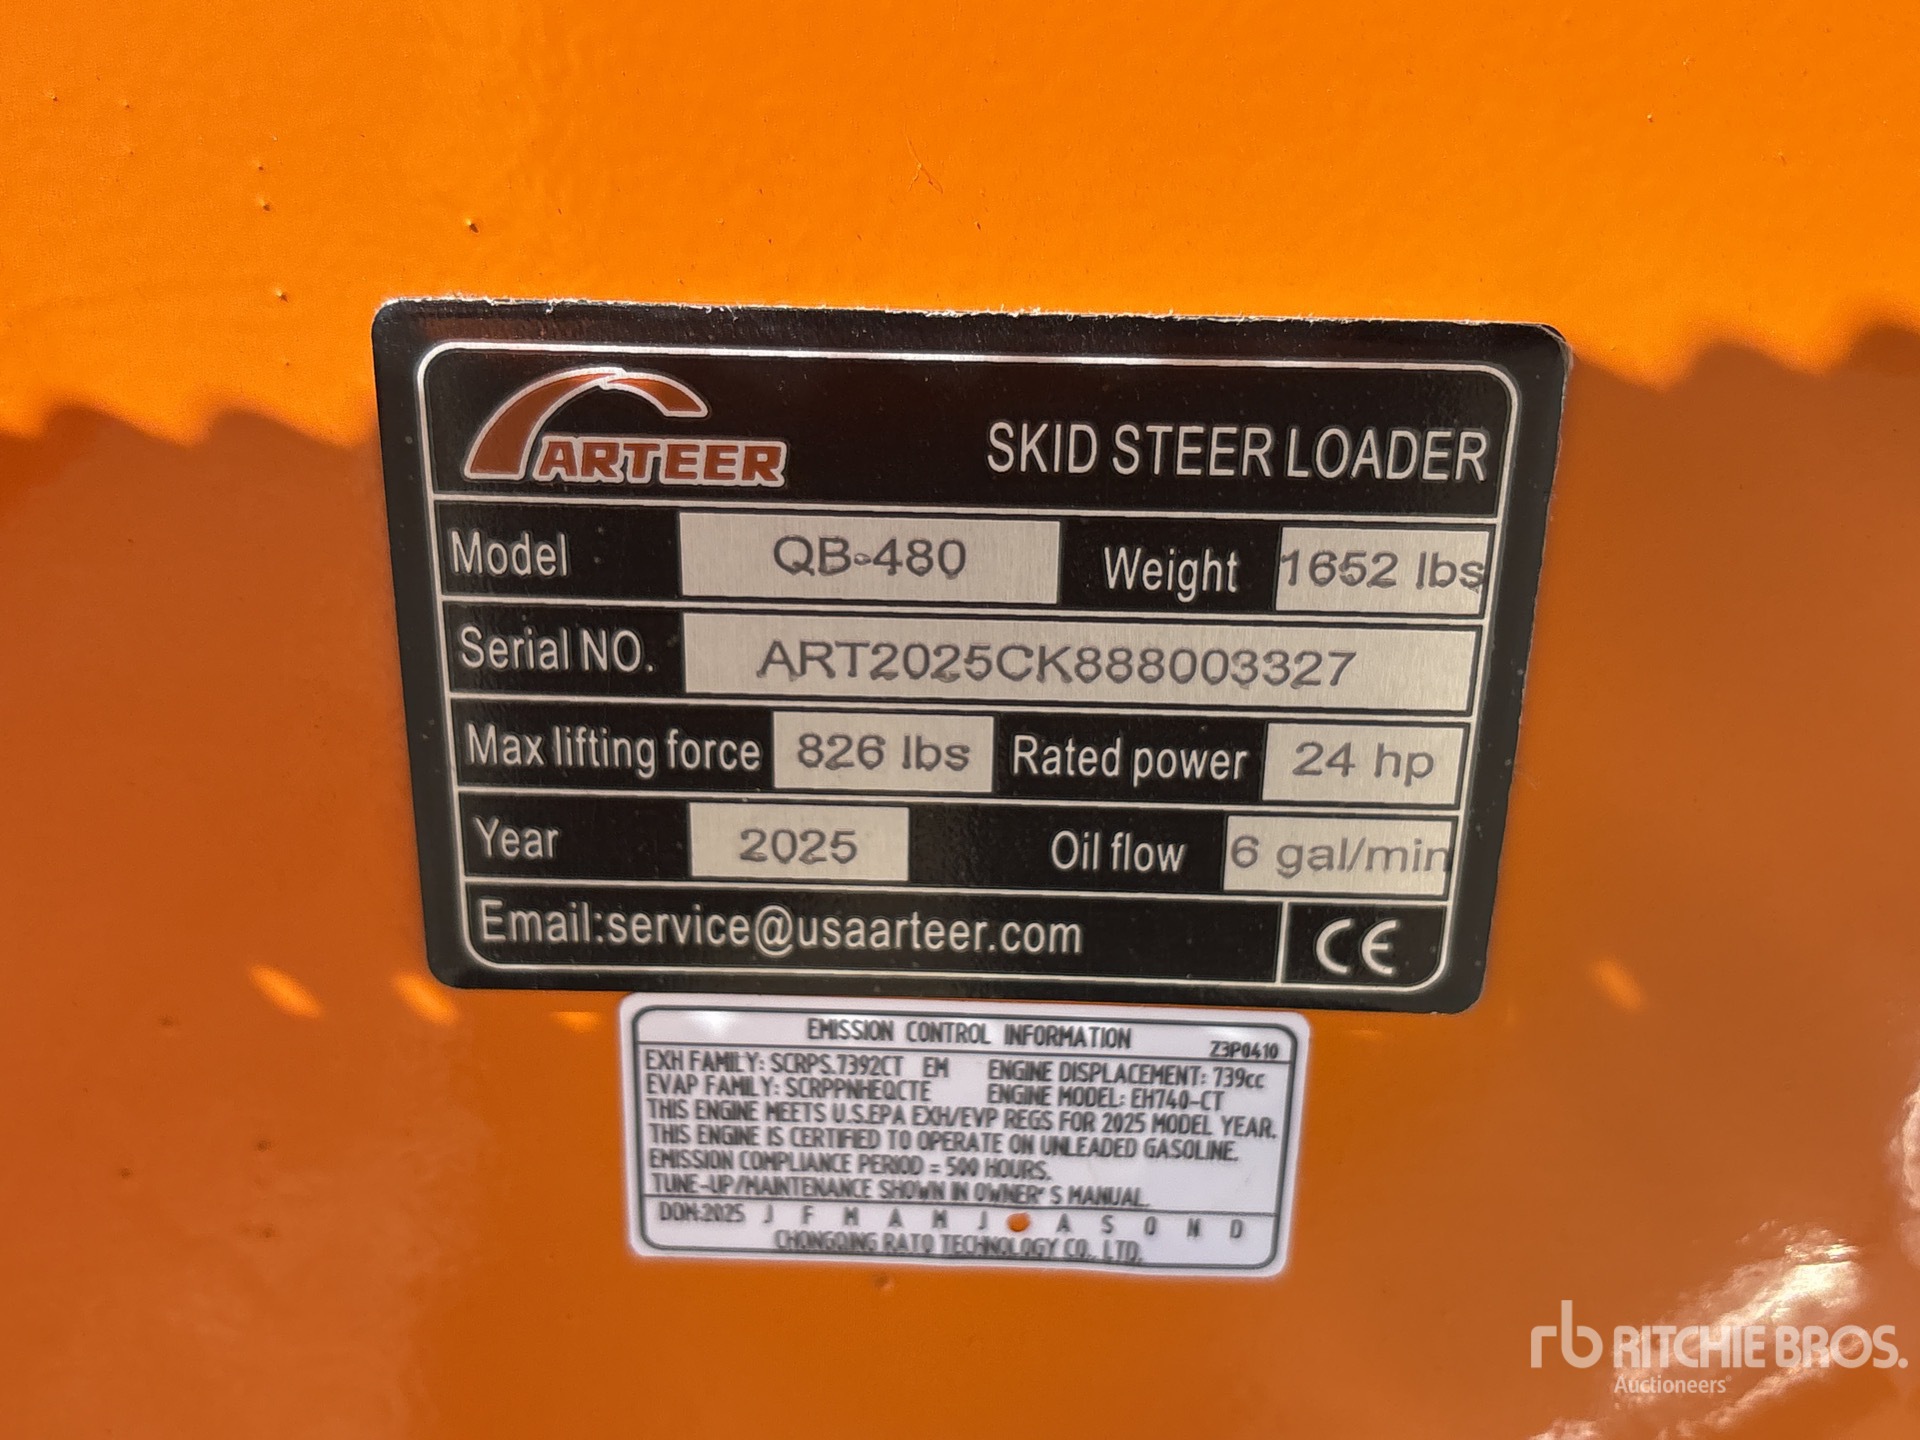 ARTEER
SKID STEER LOADER
Model QB-480 Weight 1652 lbs
Serial NO. ART2025CK888003327
Max lifting force 826 lbs Rated power 24 hp
Year 2025 Oil flow 6 gal/min
Email:service@usaarteer.com CE
EMISSION CONTROL INFORMATION Z3P0410
EXH FAMILY: SCRPS.7392CT EM ENGINE DISPLACEMENT: 739cc
EVAP FAMILY: SCRPPNHEQCTE ENGINE MODEL: EH740-CT
THIS ENGINE MEETS U.S.EPA EXH/EVP REGS FOR 2025 MODEL YEAR.
THIS ENGINE IS CERTIFIED TO OPERATE ON UNLEADED GASOLINE.
EMISSION COMPLIANCE PERIOD = 500 HOURS.
TUNE-UP/MAINTENANCE SHOWN IN OWNER'S MANUAL.
DOM:2025 J F M A M J A S O N D
CHONGQING RATO TECHNOLOGY CO., LTD.
rb RITCHIE BROS.
Auctioneers